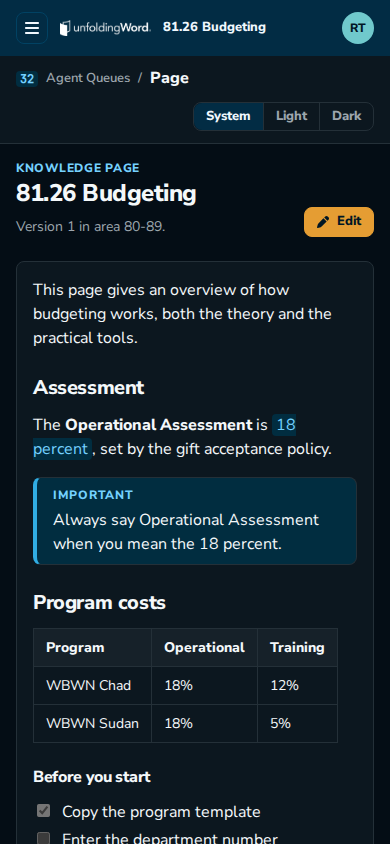 unfoldingWord. 81.26 Budgeting RT
32 Agent Queues / Page
System Light Dark
KNOWLEDGE PAGE
81.26 Budgeting
Version 1 in area 80-89.
Edit
This page gives an overview of how
budgeting works, both the theory and the
practical tools.
Assessment
The Operational Assessment is 18
percent , set by the gift acceptance policy.
IMPORTANT
Always say Operational Assessment
when you mean the 18 percent.
Program costs
Program Operational Training
WBWN Chad 18% 12%
WBWN Sudan 18% 5%
Before you start
Copy the program template
Enter the department number